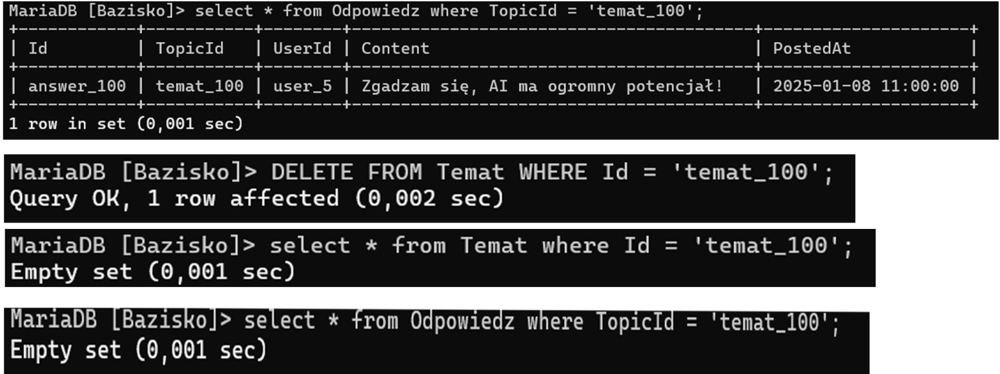 MariaDB [Bazisko]> select * from Odpowiedz where TopicId = 'temat_100';
+------------+-----------+--------+---------------------------------+---------------------+
| Id         | TopicId   | UserId | Content                         | PostedAt            |
+------------+-----------+--------+---------------------------------+---------------------+
| answer_100 | temat_100 | user_5 | Zgadzam się, AI ma ogromny potencjał!   | 2025-01-08 11:00:00 |
+------------+-----------+--------+---------------------------------+---------------------+
1 row in set (0,001 sec)
MariaDB [Bazisko]> DELETE FROM Temat WHERE Id = 'temat_100';
Query OK, 1 row affected (0,002 sec)
MariaDB [Bazisko]> select * from Temat where Id = 'temat_100';
Empty set (0,001 sec)
MariaDB [Bazisko]> select * from Odpowiedz where TopicId = 'temat_100';
Empty set (0,001 sec)